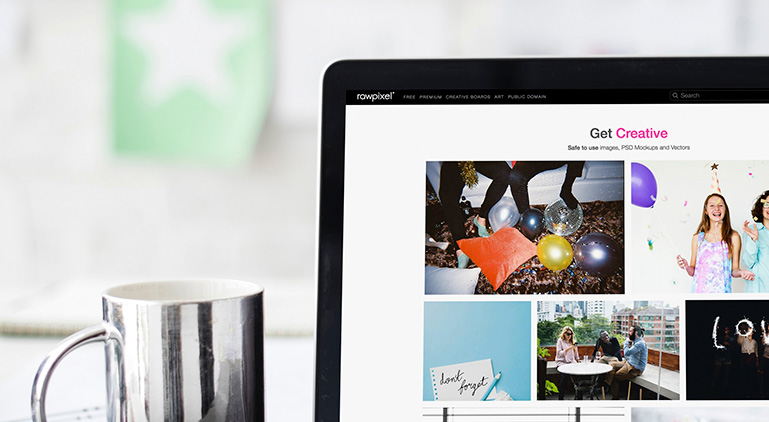 rawpixel FREE PREMIUM CREATIVE BOARDS ART PUBLIC DOMAIN Search
Get Creative
Safe to use images, PSD Mockups and Vectors
don't
forget